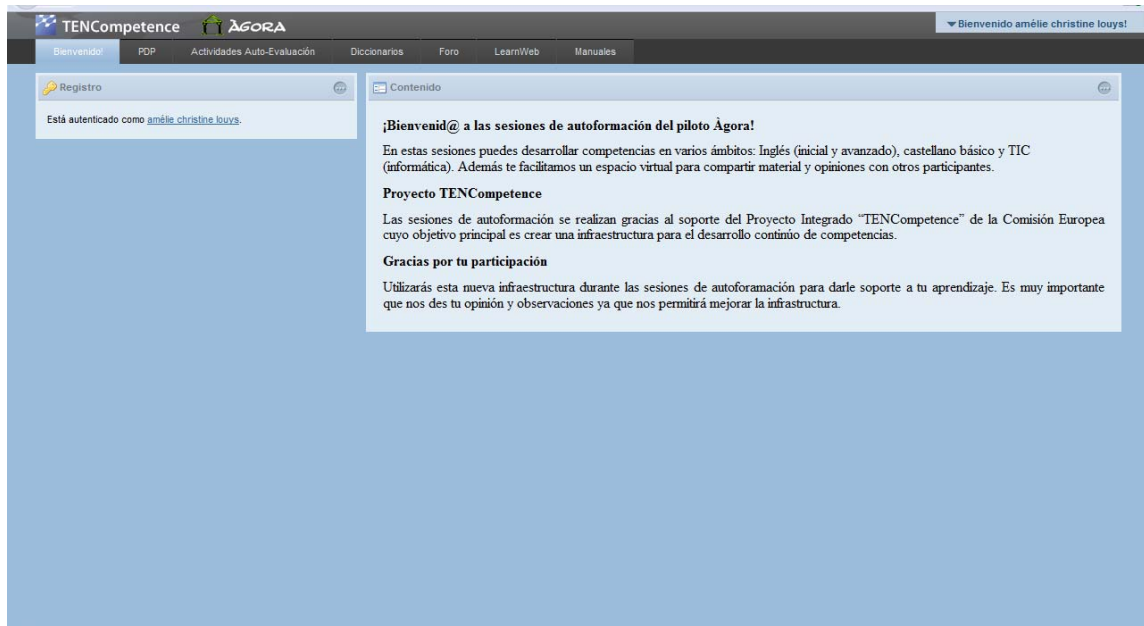 TENCompetence ÀGORA
Bienvenido amélie christine louys!
Bienvenido! PDP Actividades Auto-Evaluación Diccionarios Foro LearnWeb Manuales
Registro
Está autenticado como amélie christine louys.
Contenido
¡Bienvenid@ a las sesiones de autoformación del piloto Àgora!
En estas sesiones puedes desarrollar competencias en varios ámbitos: Inglés (inicial y avanzado), castellano básico y TIC
(informática). Además te facilitamos un espacio virtual para compartir material y opiniones con otros participantes.
Proyecto TENCompetence
Las sesiones de autoformación se realizan gracias al soporte del Proyecto Integrado “TENCompetence” de la Comisión Europea
cuyo objetivo principal es crear una infraestructura para el desarrollo continúo de competencias.
Gracias por tu participación
Utilizarás esta nueva infraestructura durante las sesiones de autoforamación para darle soporte a tu aprendizaje. Es muy importante
que nos des tu opinión y observaciones ya que nos permitirá mejorar la infrastructura.